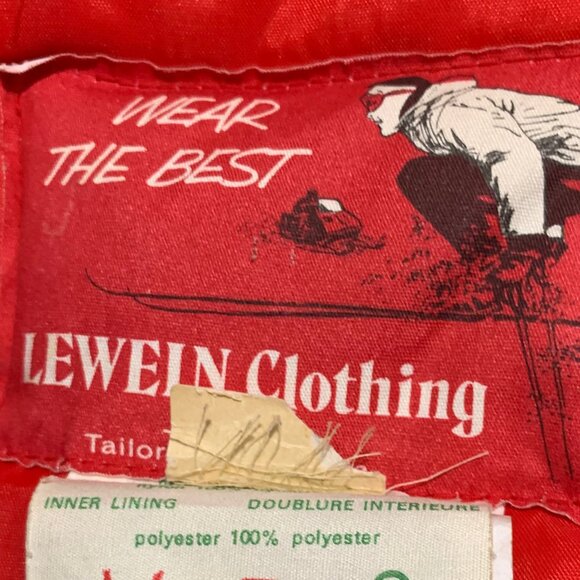 WEAR
THE BEST
LEWEIN Clothing
Tailor
INNER LINING DOUBLURE INTERIEURE
polyester 100% polyester